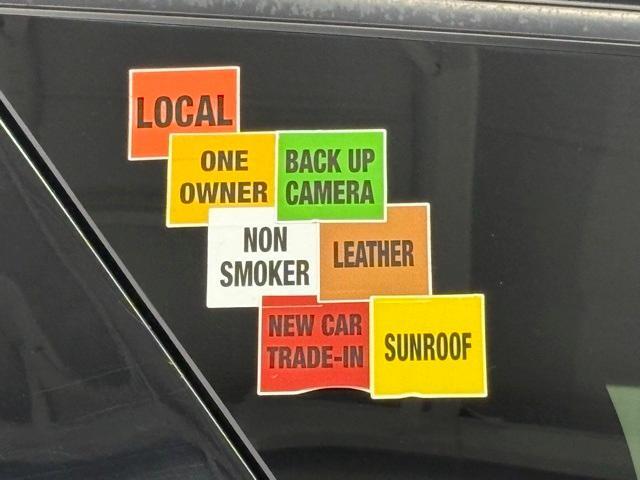 LOCAL
ONE
OWNER
BACK UP
CAMERA
NON
SMOKER
LEATHER
NEW CAR
TRADE-IN
SUNROOF